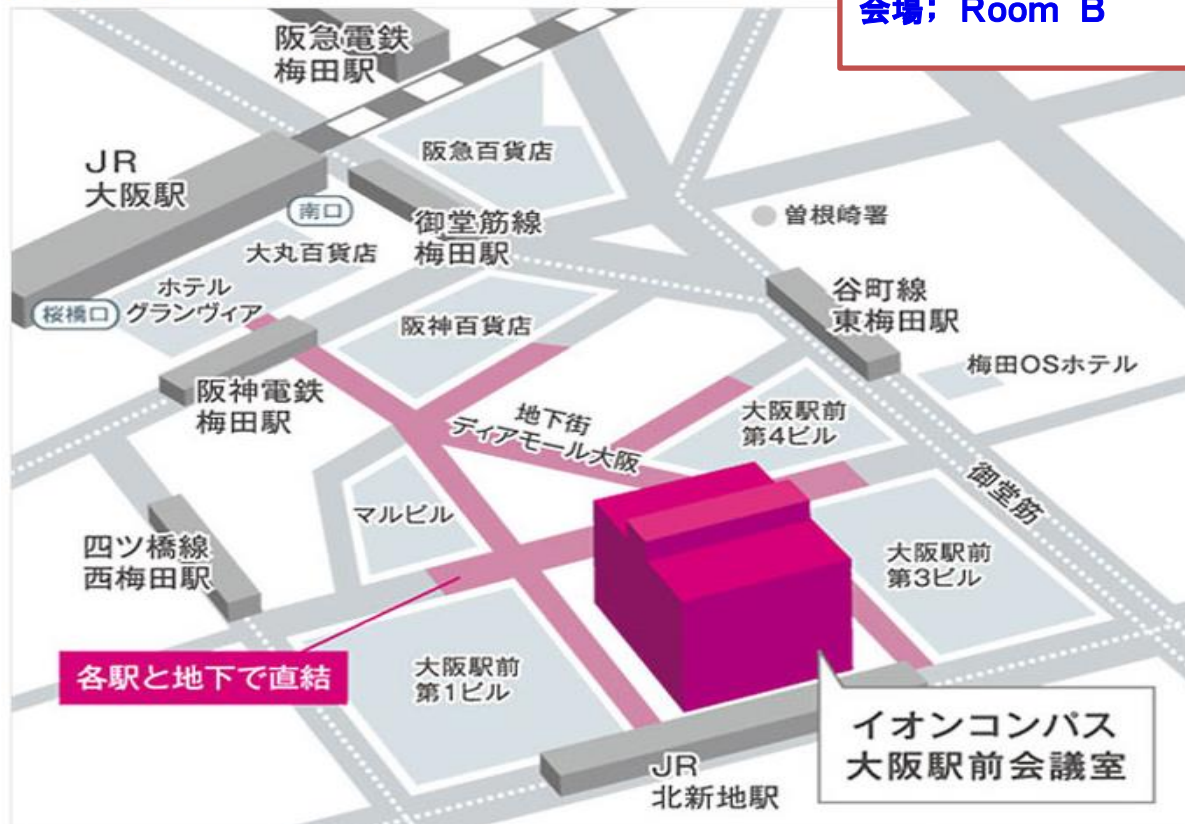 会場; Room B
阪急電鉄
梅田駅
JR
大阪駅
阪急百貨店
南口
御堂筋線
梅田駅
曽根崎署
大丸百貨店
ホテル
グランヴィア
桜橋口
谷町線
東梅田駅
阪神百貨店
梅田OSホテル
阪神電鉄
梅田駅
地下街
ディアモール大阪
大阪駅前
第4ビル
御堂筋
マルビル
四ツ橋線
西梅田駅
大阪駅前
第3ビル
各駅と地下で直結
大阪駅前
第1ビル
イオンコンパス
大阪駅前会議室
JR
北新地駅